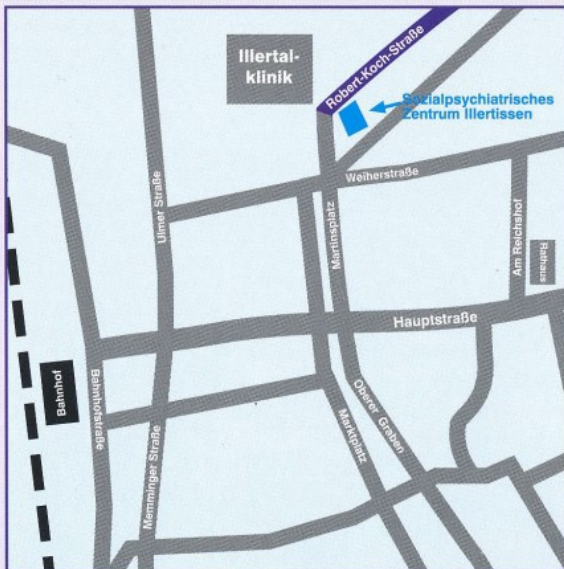 Illertal-
klinik
Robert-Koch-Straße
Sozialpsychiatrisches
Zentrum Illertissen
Weiherstraße
Ulmer Straße
Martinsplatz
Am Reichshof
Rathaus
Hauptstraße
Bahnhof
Bahnhofstraße
Memminger Straße
Marktplatz
Oberer Graben